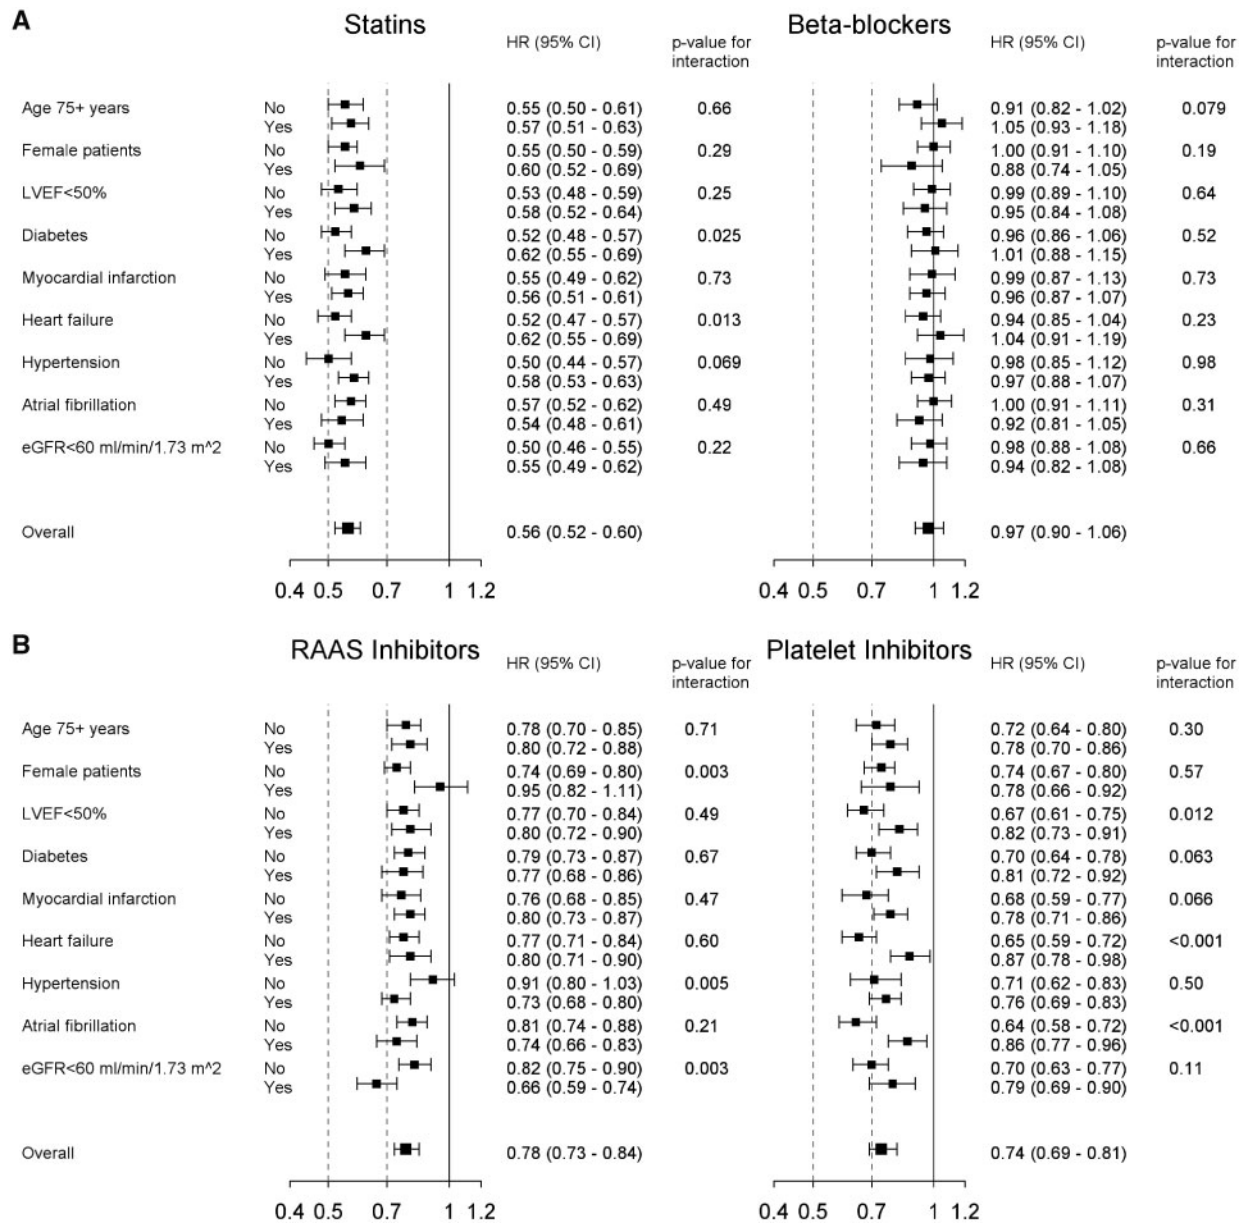 A
Statins
HR (95% CI)
p-value for
interaction
Beta-blockers
HR (95% CI)
p-value for
interaction
Age 75+ years No 0.55 (0.50 - 0.61) 0.66 0.91 (0.82 - 1.02) 0.079
Yes 0.57 (0.51 - 0.63) 1.05 (0.93 - 1.18)
Female patients No 0.55 (0.50 - 0.59) 0.29 1.00 (0.91 - 1.10) 0.19
Yes 0.60 (0.52 - 0.69) 0.88 (0.74 - 1.05)
LVEF<50% No 0.53 (0.48 - 0.59) 0.25 0.99 (0.89 - 1.10) 0.64
Yes 0.58 (0.52 - 0.64) 0.95 (0.84 - 1.08)
Diabetes No 0.52 (0.48 - 0.57) 0.025 0.96 (0.86 - 1.06) 0.52
Yes 0.62 (0.55 - 0.69) 1.01 (0.88 - 1.15)
Myocardial infarction No 0.55 (0.49 - 0.62) 0.73 0.99 (0.87 - 1.13) 0.73
Yes 0.56 (0.51 - 0.61) 0.96 (0.87 - 1.07)
Heart failure No 0.52 (0.47 - 0.57) 0.013 0.94 (0.85 - 1.04) 0.23
Yes 0.62 (0.55 - 0.69) 1.04 (0.91 - 1.19)
Hypertension No 0.50 (0.44 - 0.57) 0.069 0.98 (0.85 - 1.12) 0.98
Yes 0.58 (0.53 - 0.63) 0.97 (0.88 - 1.07)
Atrial fibrillation No 0.57 (0.52 - 0.62) 0.49 1.00 (0.91 - 1.11) 0.31
Yes 0.54 (0.48 - 0.61) 0.92 (0.81 - 1.05)
eGFR<60 ml/min/1.73 m^2 No 0.50 (0.46 - 0.55) 0.22 0.98 (0.88 - 1.08) 0.66
Yes 0.55 (0.49 - 0.62) 0.94 (0.82 - 1.08)
Overall 0.56 (0.52 - 0.60) 0.97 (0.90 - 1.06)
0.4 0.5 0.7 1 1.2 0.4 0.5 0.7 1 1.2
B
RAAS Inhibitors
HR (95% CI)
p-value for
interaction
Platelet Inhibitors
HR (95% CI)
p-value for
interaction
Age 75+ years No 0.78 (0.70 - 0.85) 0.71 0.72 (0.64 - 0.80) 0.30
Yes 0.80 (0.72 - 0.88) 0.78 (0.70 - 0.86)
Female patients No 0.74 (0.69 - 0.80) 0.003 0.74 (0.67 - 0.80) 0.57
Yes 0.95 (0.82 - 1.11) 0.78 (0.66 - 0.92)
LVEF<50% No 0.77 (0.70 - 0.84) 0.49 0.67 (0.61 - 0.75) 0.012
Yes 0.80 (0.72 - 0.90) 0.82 (0.73 - 0.91)
Diabetes No 0.79 (0.73 - 0.87) 0.67 0.70 (0.64 - 0.78) 0.063
Yes 0.77 (0.68 - 0.86) 0.81 (0.72 - 0.92)
Myocardial infarction No 0.76 (0.68 - 0.85) 0.47 0.68 (0.59 - 0.77) 0.066
Yes 0.80 (0.73 - 0.87) 0.78 (0.71 - 0.86)
Heart failure No 0.77 (0.71 - 0.84) 0.60 0.65 (0.59 - 0.72) <0.001
Yes 0.80 (0.71 - 0.90) 0.87 (0.78 - 0.98)
Hypertension No 0.91 (0.80 - 1.03) 0.005 0.71 (0.62 - 0.83) 0.50
Yes 0.73 (0.68 - 0.80) 0.76 (0.69 - 0.83)
Atrial fibrillation No 0.81 (0.74 - 0.88) 0.21 0.64 (0.58 - 0.72) <0.001
Yes 0.74 (0.66 - 0.83) 0.86 (0.77 - 0.96)
eGFR<60 ml/min/1.73 m^2 No 0.82 (0.75 - 0.90) 0.003 0.70 (0.63 - 0.77) 0.11
Yes 0.66 (0.59 - 0.74) 0.79 (0.69 - 0.90)
Overall 0.78 (0.73 - 0.84) 0.74 (0.69 - 0.81)
0.4 0.5 0.7 1 1.2 0.4 0.5 0.7 1 1.2